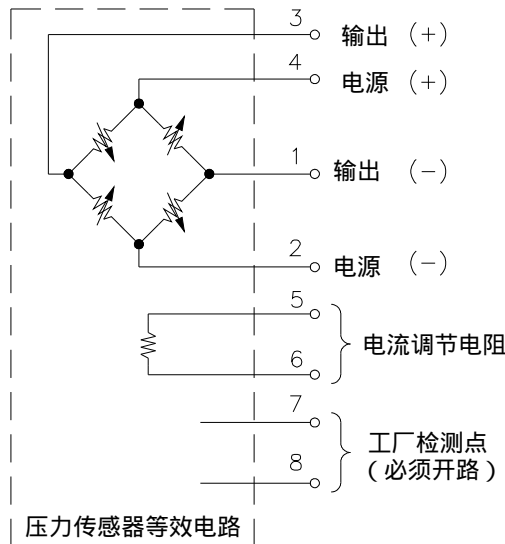 3 输出 (+)
4 电源 (+)
1 输出 (-)
2 电源 (-)
5
电流调节电阻
6
7
工厂检测点
8 (必须开路)
压力传感器等效电路